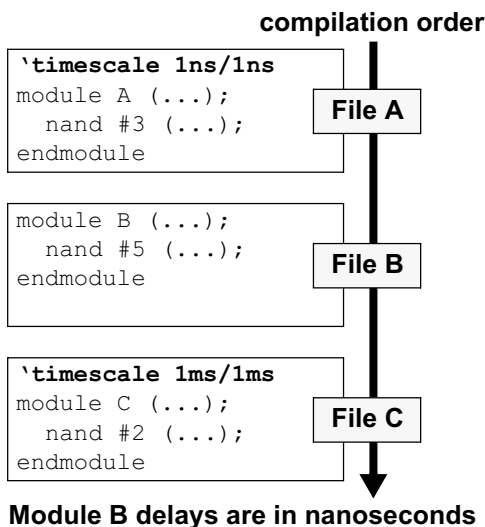 compilation order
‘timescale 1ns/1ns
module A (...);
  nand #3 (...);
endmodule
File A
module B (...);
  nand #5 (...);
endmodule
File B
‘timescale 1ms/1ms
module C (...);
  nand #2 (...);
endmodule
File C
Module B delays are in nanoseconds